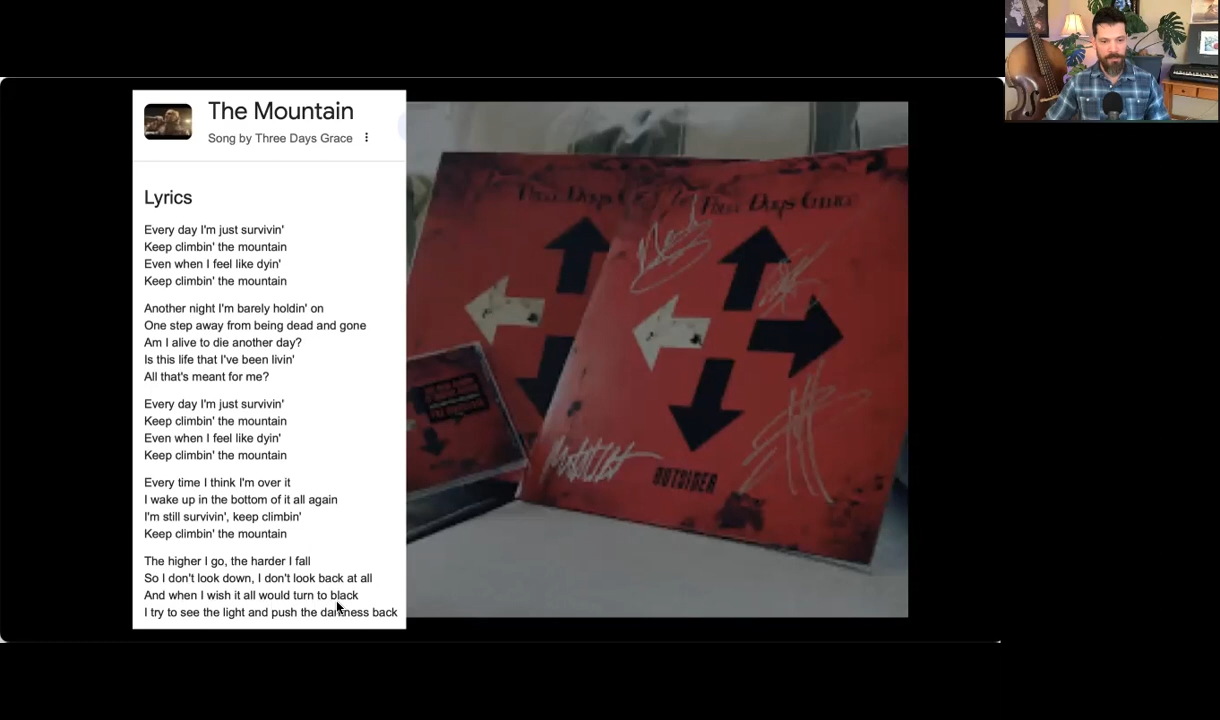 The Mountain
Song by Three Days Grace
Lyrics
Every day I'm just survivin'
Keep climbin' the mountain
Even when I feel like dyin'
Keep climbin' the mountain
Another night I'm barely holdin' on
One step away from being dead and gone
Am I alive to die another day?
Is this life that I've been livin'
All that's meant for me?
Every day I'm just survivin'
Keep climbin' the mountain
Even when I feel like dyin'
Keep climbin' the mountain
Every time I think I'm over it
I wake up in the bottom of it all again
I'm still survivin', keep climbin'
Keep climbin' the mountain
The higher I go, the harder I fall
So I don't look down, I don't look back at all
And when I wish it all would turn to black
I try to see the light and push the darkness back
Three Days G
Three Days Grace
OUTSIDER